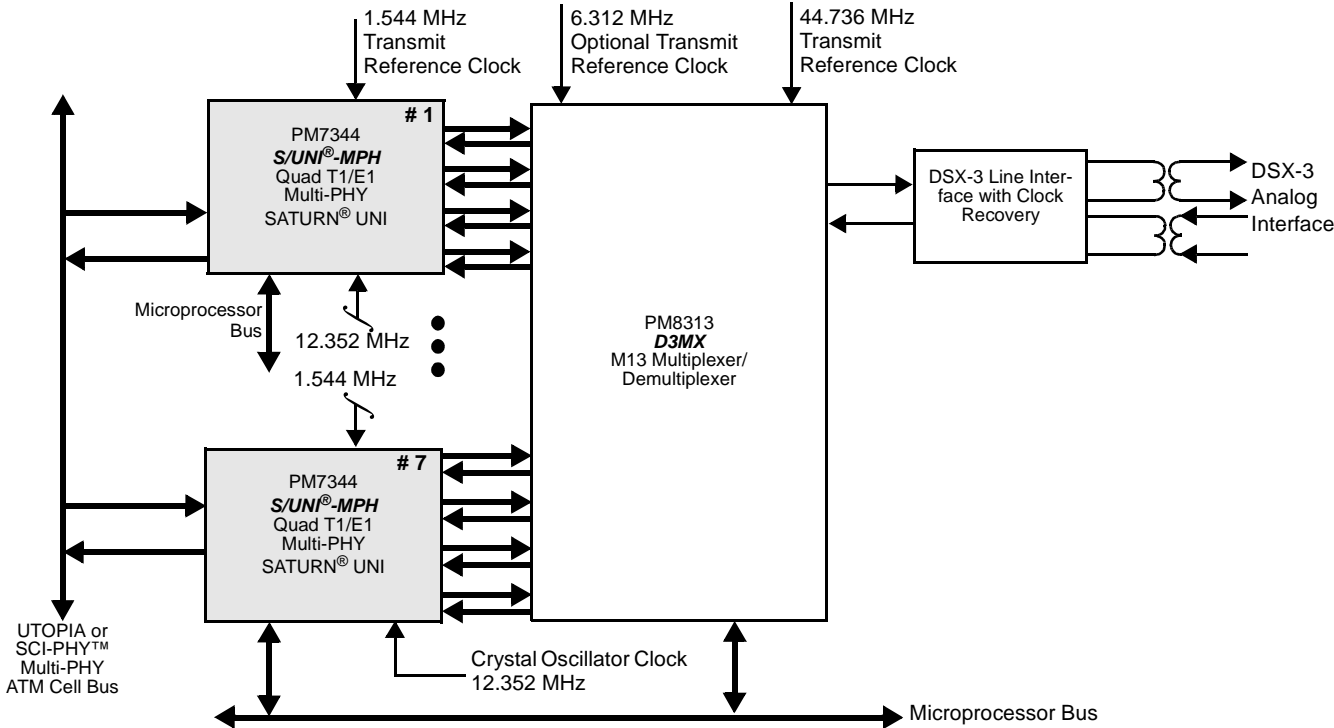 1.544 MHz
Transmit
Reference Clock
6.312 MHz
Optional Transmit
Reference Clock
44.736 MHz
Transmit
Reference Clock
# 1
PM7344
S/UNI®-MPH
Quad T1/E1
Multi-PHY
SATURN® UNI
DSX-3 Line Inter-
face with Clock
Recovery
DSX-3
Analog
Interface
Microprocessor
Bus
12.352 MHz
1.544 MHz
PM8313
D3MX
M13 Multiplexer/
Demultiplexer
# 7
PM7344
S/UNI®-MPH
Quad T1/E1
Multi-PHY
SATURN® UNI
UTOPIA or
SCI-PHY™
Multi-PHY
ATM Cell Bus
Crystal Oscillator Clock
12.352 MHz
Microprocessor Bus